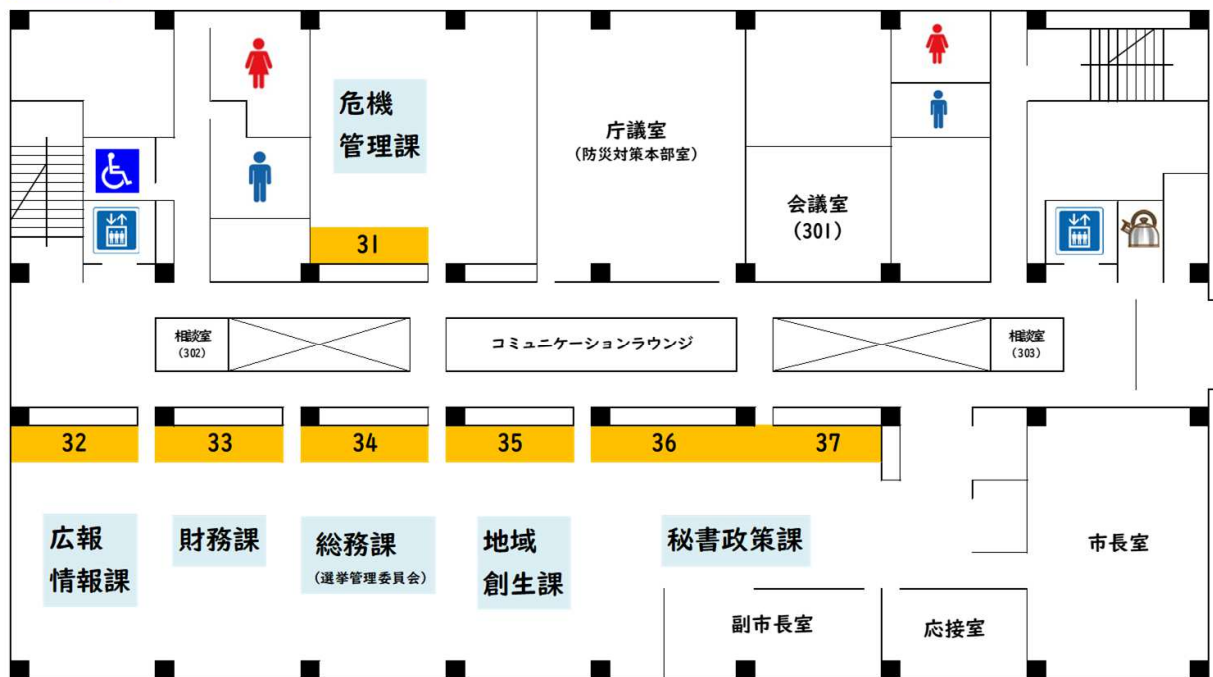 危機
管理課
31
庁議室
(防災対策本部室)
会議室
(301)
相談室
(302)
コミュニケーションラウンジ
相談室
(303)
32
33
34
35
36
37
広報
情報課
財務課
総務課
(選挙管理委員会)
地域
創生課
秘書政策課
副市長室
応接室
市長室